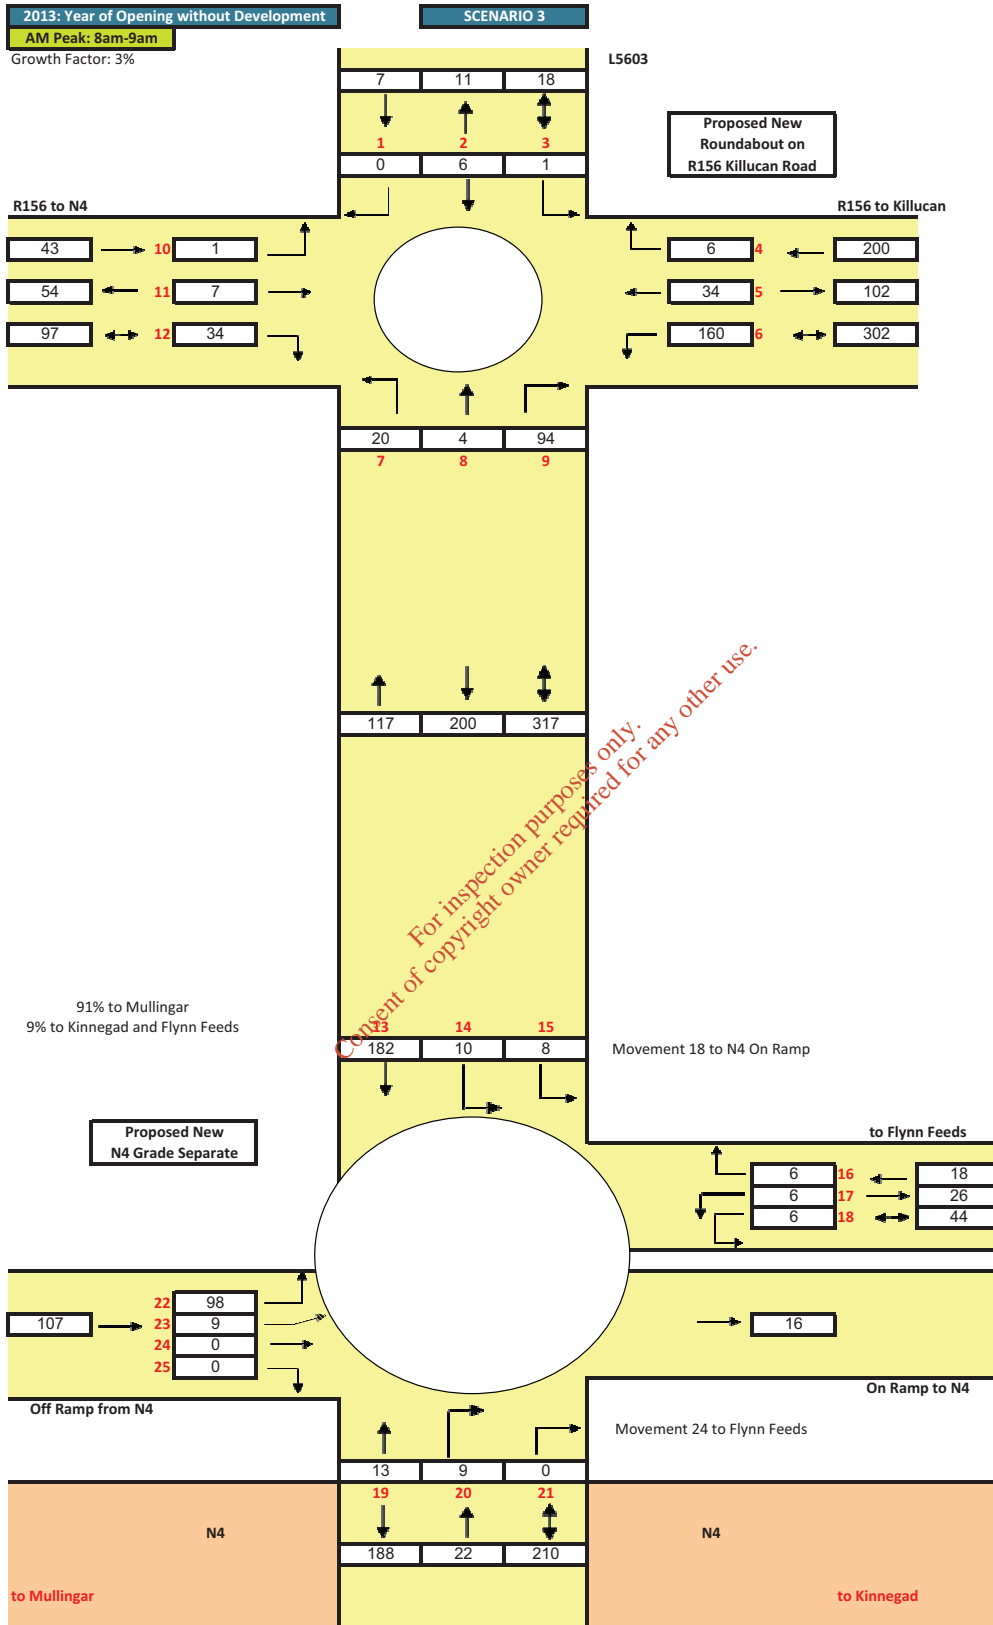 2013: Year of Opening without Development
SCENARIO 3
AM Peak: 8am-9am
Growth Factor: 3%
L5603
7 11 18
1 2 3
0 6 1
Proposed New
Roundabout on
R156 Killucan Road
R156 to N4
R156 to Killucan
43 10 1 6 4 200
54 11 7 34 5 102
97 12 34 160 6 302
20 4 94
7 8 9
117 200 317
For inspection purposes only.
Consent of copyright owner required for any other use.
91% to Mullingar
9% to Kinnegad and Flynn Feeds
13 14 15
182 10 8
Movement 18 to N4 On Ramp
Proposed New
N4 Grade Separate
to Flynn Feeds
6 16 18
6 17 26
6 18 44
22 98
107 23 9 16
24 0
25 0
Off Ramp from N4
On Ramp to N4
Movement 24 to Flynn Feeds
13 9 0
19 20 21
N4 N4
188 22 210
to Mullingar
to Kinnegad